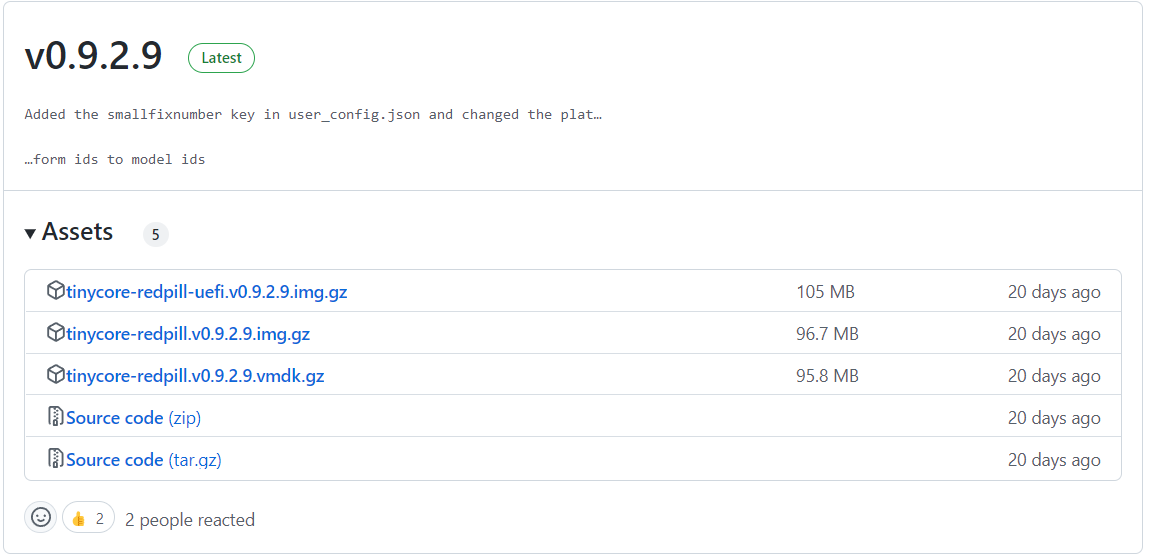 v0.9.2.9 Latest
Added the smallfixnumber key in user_config.json and changed the plat…
…form ids to model ids
Assets 5
tinycore-redpill-uefi.v0.9.2.9.img.gz 105 MB 20 days ago
tinycore-redpill.v0.9.2.9.img.gz 96.7 MB 20 days ago
tinycore-redpill.v0.9.2.9.vmdk.gz 95.8 MB 20 days ago
Source code (zip) 20 days ago
Source code (tar.gz) 20 days ago
2 2 people reacted